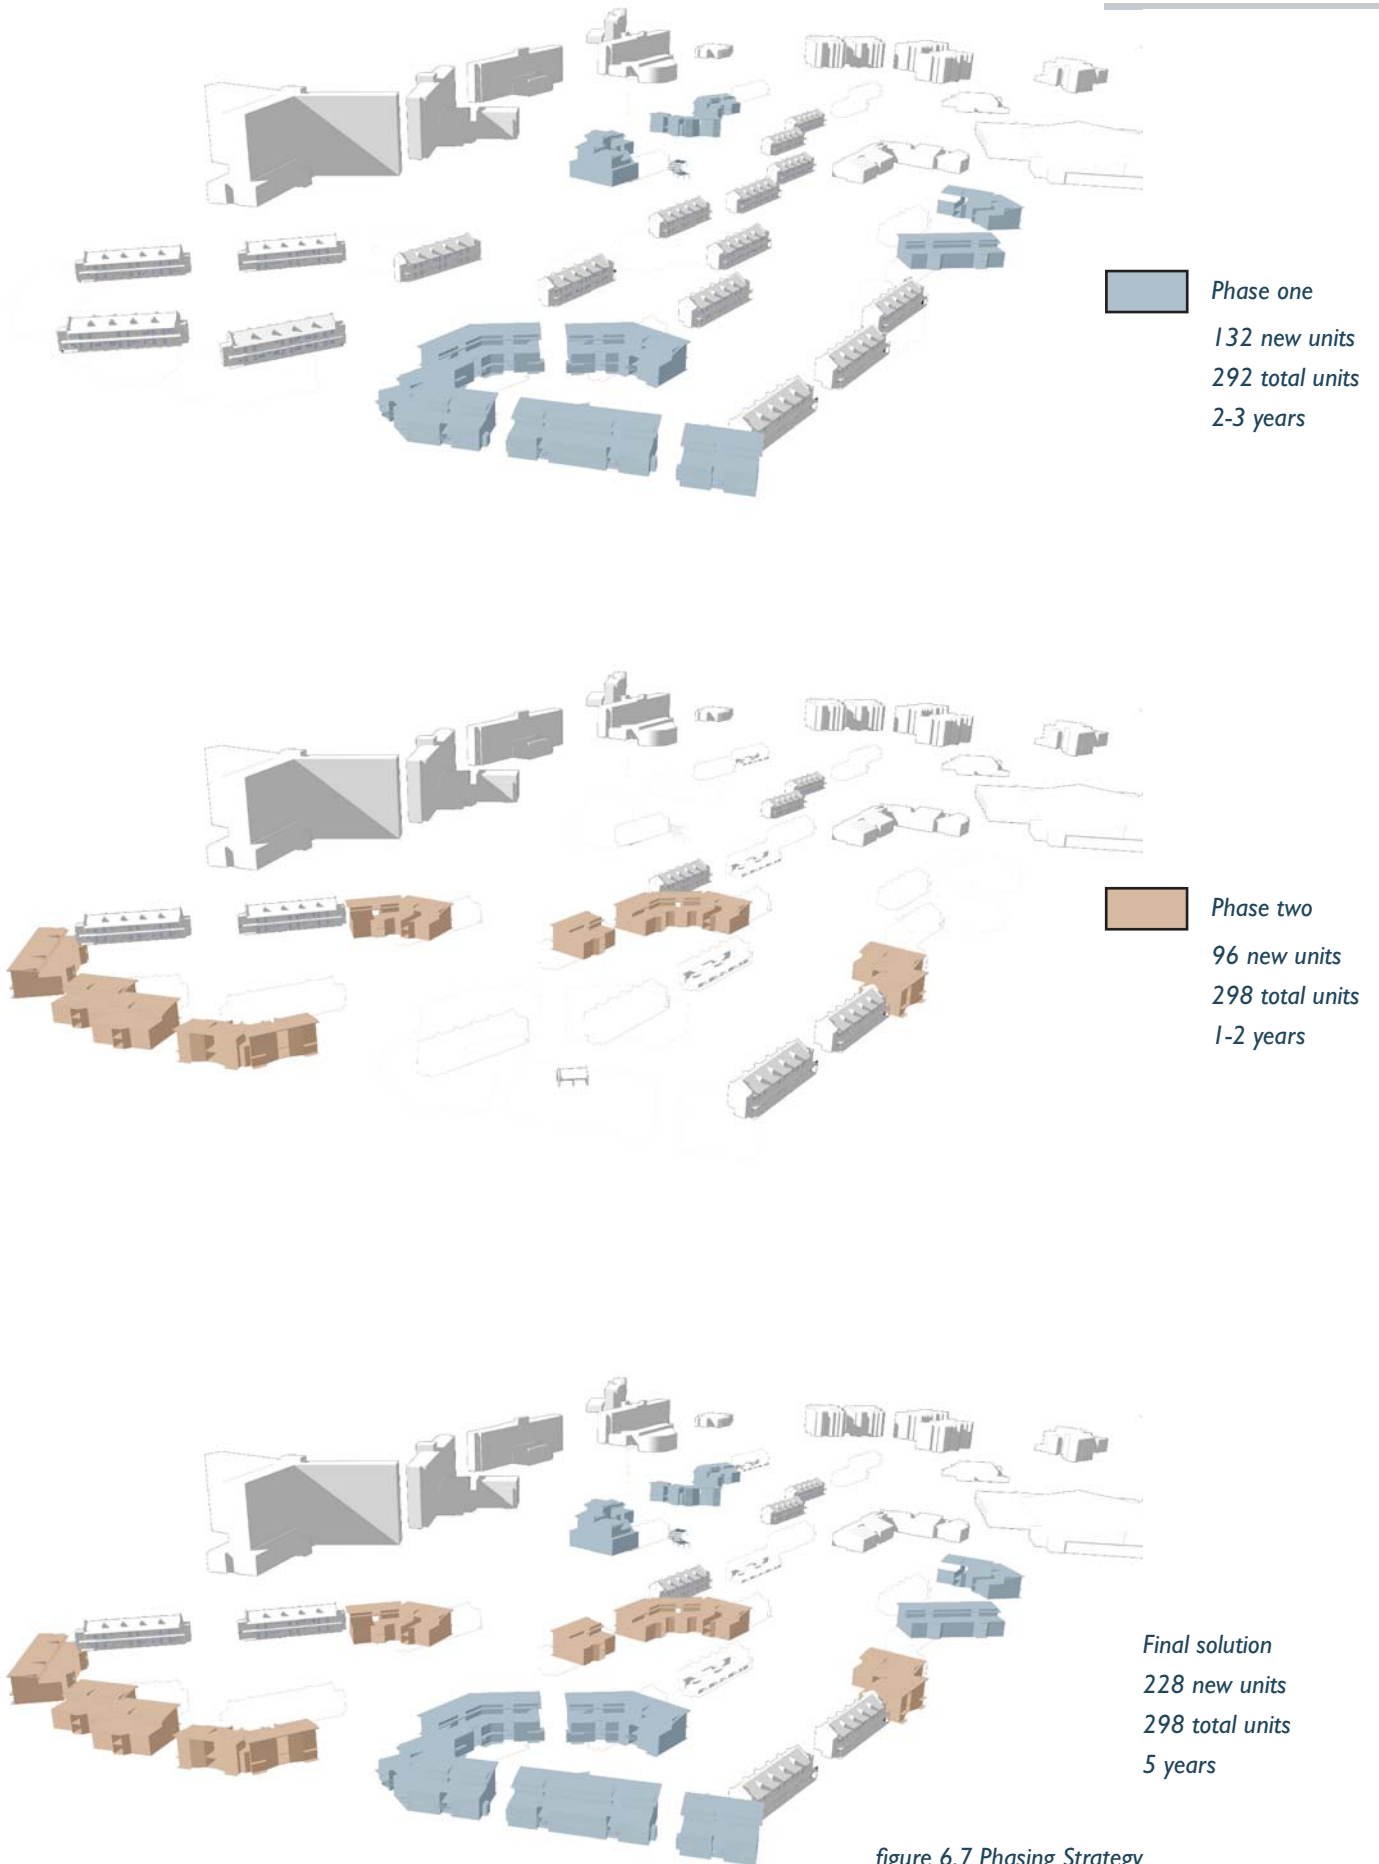 Phase one
132 new units
292 total units
2-3 years
Phase two
96 new units
298 total units
1-2 years
Final solution
228 new units
298 total units
5 years
figure 6.7 Phasing Strategy